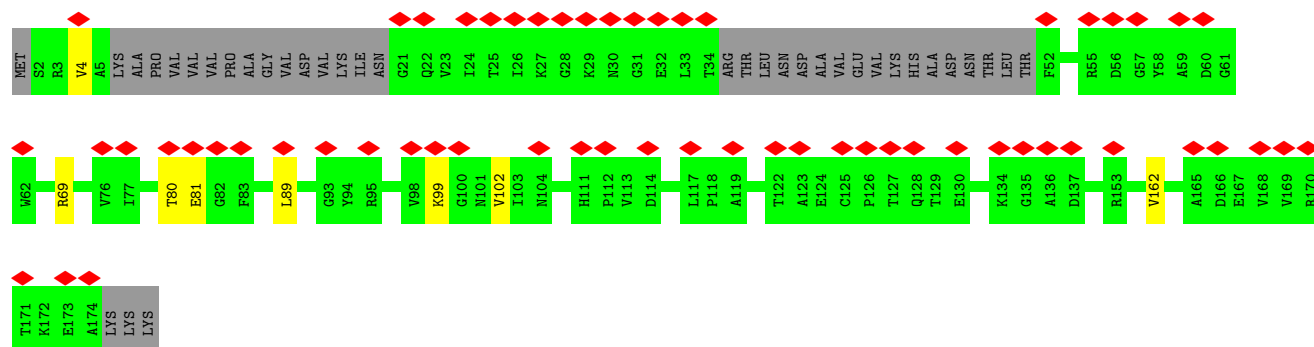 MET S2 R3 V4 A5 LYS ALA PRO VAL VAL VAL PRO ALA GLY VAL ASP VAL LYS ILE ASN G21 Q22 V23 I24 T25 I26 K27 G28 K29 N30 G31 E32 L33 T34 ARG THR LEU ASN ASP ALA VAL GLU VAL LYS HIS ALA ASP ASN THR LEU THR F52 R55 D56 G57 Y58 A59 D60 G61
W62 R69 V76 I77 T80 E81 G82 F83 L89 G93 Y94 R95 V98 K99 G100 N101 V102 I103 N104 H111 P112 V113 D114 L117 P118 A119 T122 A123 E124 C125 P126 T127 Q128 T129 E130 K134 G135 A136 D137 R153 V162 A165 D166 E167 V168 V169 R170
T171 K172 E173 A174 LYS LYS LYS